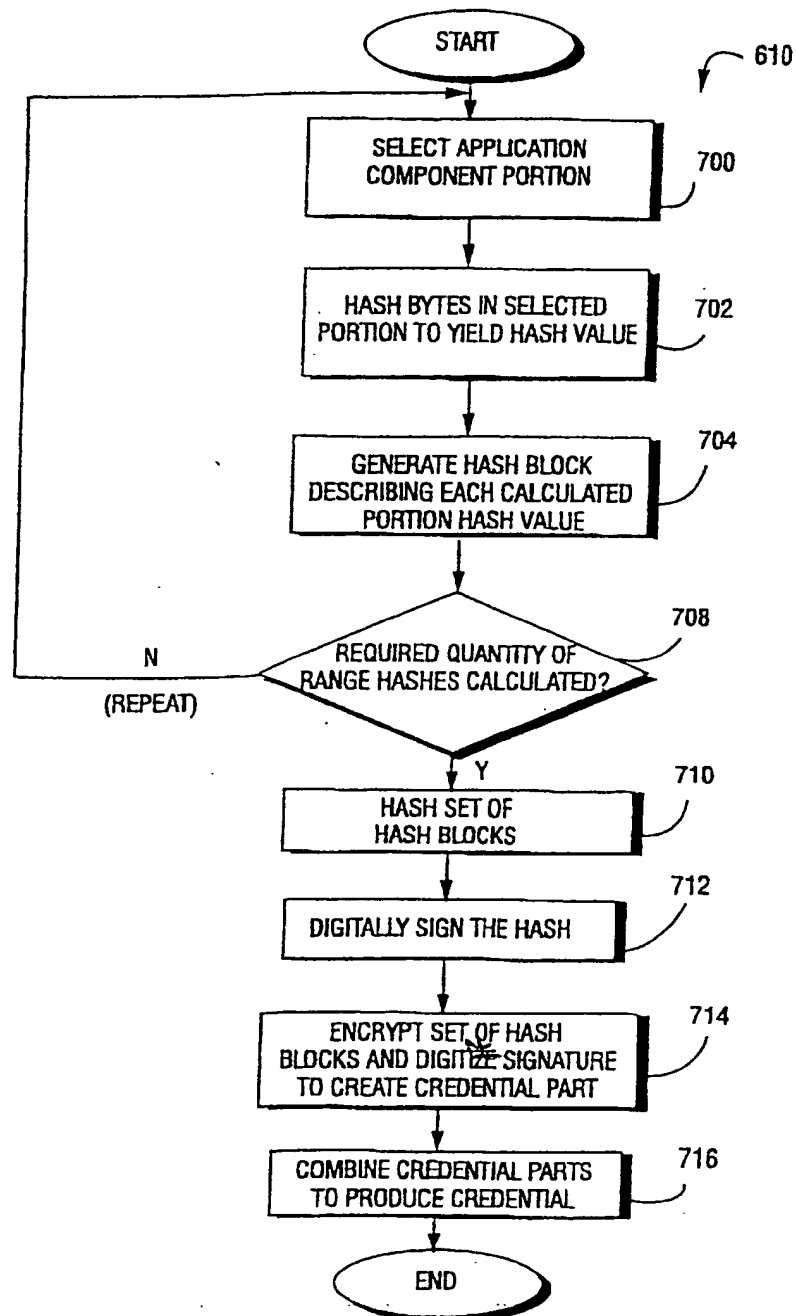 START
610
SELECT APPLICATION
COMPONENT PORTION
700
HASH BYTES IN SELECTED
PORTION TO YIELD HASH VALUE
702
GENERATE HASH BLOCK
DESCRIBING EACH CALCULATED
PORTION HASH VALUE
704
REQUIRED QUANTITY OF
RANGE HASHES CALCULATED?
708
N
(REPEAT)
Y
HASH SET OF
HASH BLOCKS
710
DIGITALLY SIGN THE HASH
712
ENCRYPT SET OF HASH
BLOCKS AND DIGITIZE SIGNATURE
TO CREATE CREDENTIAL PART
714
COMBINE CREDENTIAL PARTS
TO PRODUCE CREDENTIAL
716
END